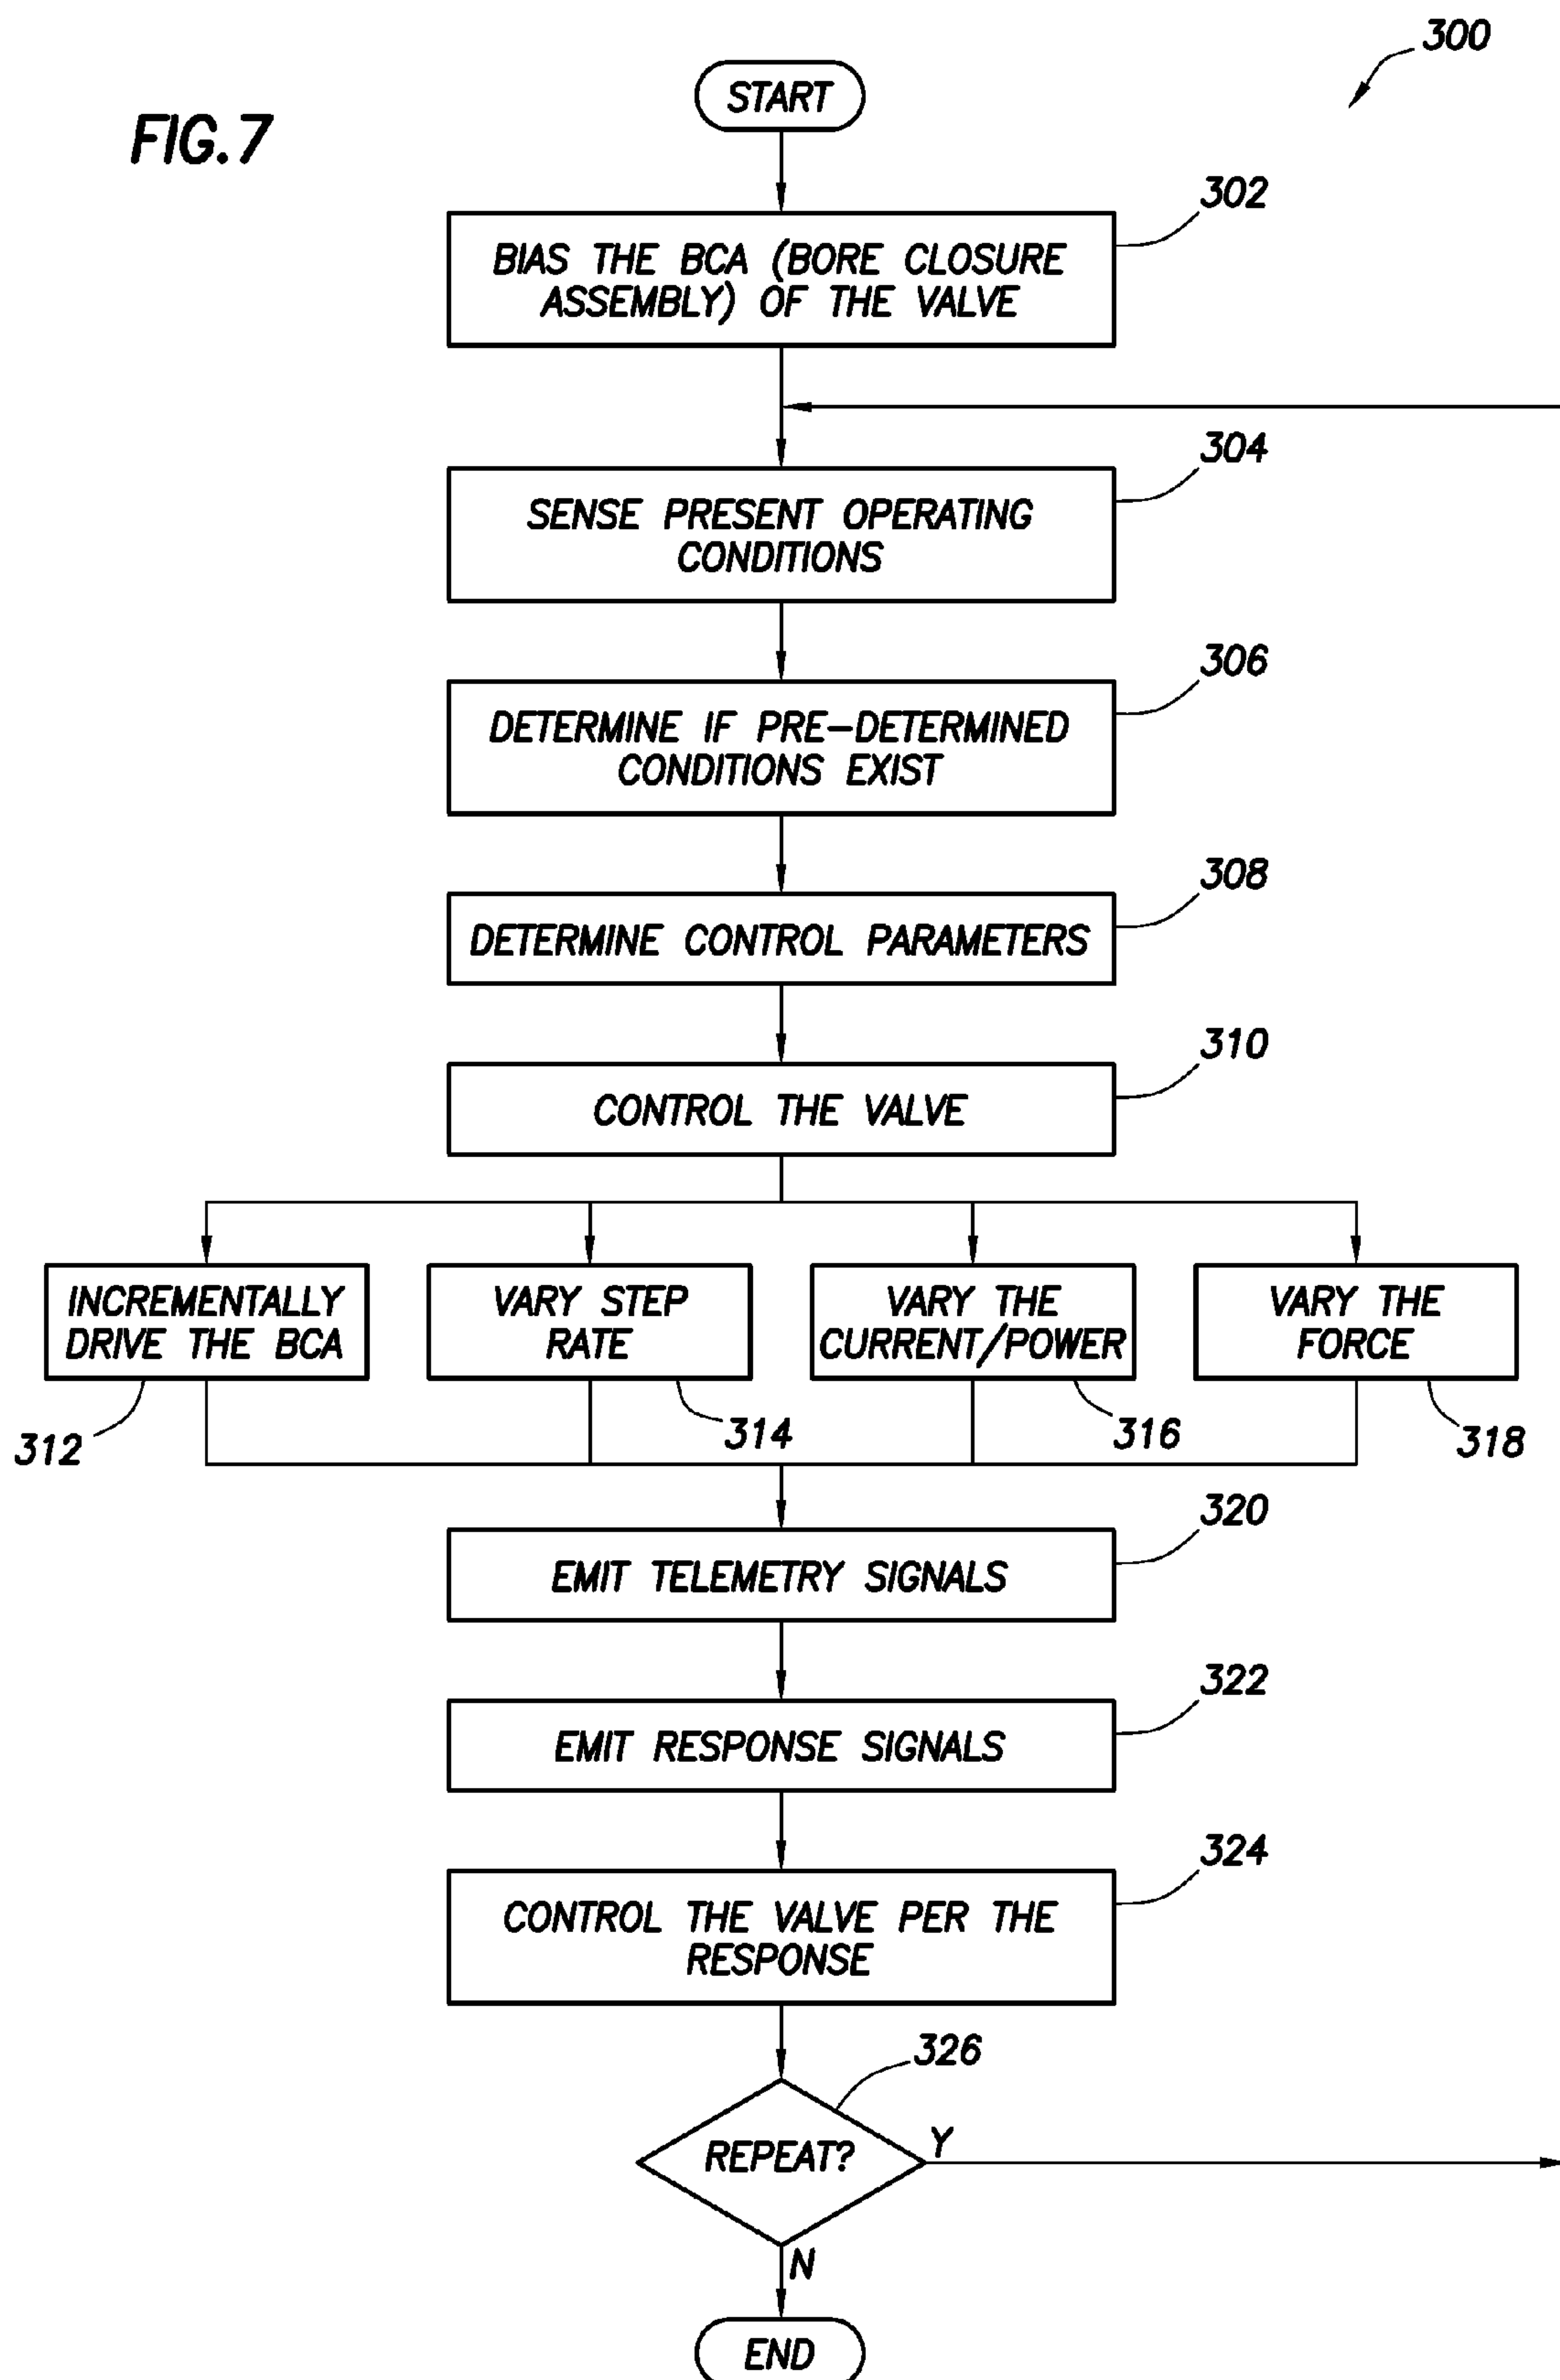 300
START
FIG.7
302
BIAS THE BCA (BORE CLOSURE
ASSEMBLY) OF THE VALVE
304
SENSE PRESENT OPERATING
CONDITIONS
306
DETERMINE IF PRE-DETERMINED
CONDITIONS EXIST
308
DETERMINE CONTROL PARAMETERS
310
CONTROL THE VALVE
INCREMENTALLY
DRIVE THE BCA
VARY STEP
RATE
VARY THE
CURRENT/POWER
VARY THE
FORCE
312
314
316
318
320
EMIT TELEMETRY SIGNALS
322
EMIT RESPONSE SIGNALS
324
CONTROL THE VALVE PER THE
RESPONSE
326
REPEAT?
Y
N
END